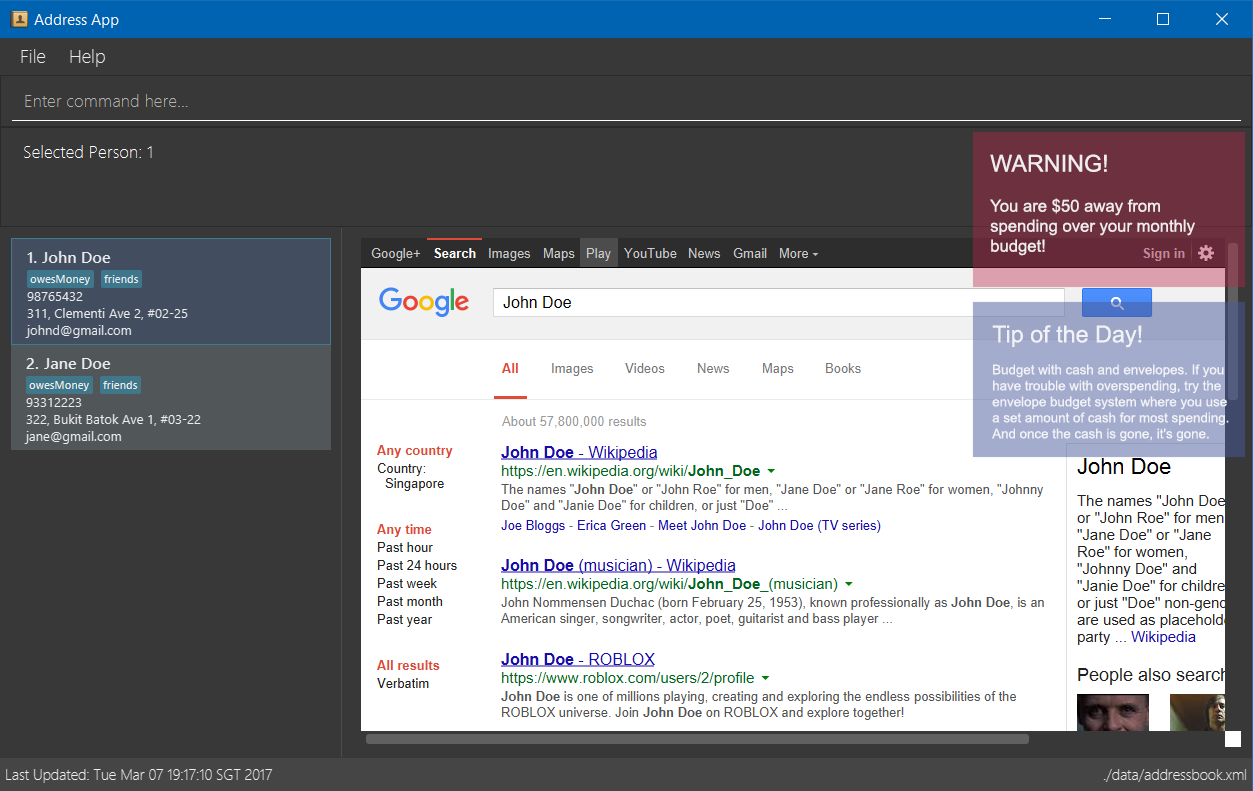 Address App
File Help
Enter command here...
Selected Person: 1
WARNING!
You are $50 away from
spending over your monthly
budget!
Tip of the Day!
Budget with cash and envelopes. If you
have trouble with overspending, try the
envelope budget system where you use
a set amount of cash for most spending.
And once the cash is gone, it's gone.
1. John Doe
owesMoney friends
98765432
311, Clementi Ave 2, #02-25
johnd@gmail.com
2. Jane Doe
owesMoney friends
93312223
322, Bukit Batok Ave 1, #03-22
jane@gmail.com
Google+ Search Images Maps Play YouTube News Gmail More Sign in
Google John Doe
All Images Videos News Maps Books
About 57,800,000 results
Any country
Country:
Singapore
Any time
Past hour
Past 24 hours
Past week
Past month
Past year
All results
Verbatim
John Doe - Wikipedia
https://en.wikipedia.org/wiki/John_Doe
The names "John Doe" or "John Roe" for men, "Jane Doe" or "Jane Roe" for women, "Johnny
Doe" and "Janie Doe" for children, or just "Doe" ...
Joe Bloggs - Erica Green - Meet John Doe - John Doe (TV series)
John Doe (musician) - Wikipedia
https://en.wikipedia.org/wiki/John_Doe_(musician)
John Nommensen Duchac (born February 25, 1953), known professionally as John Doe, is an
American singer, songwriter, actor, poet, guitarist and bass player ...
John Doe - ROBLOX
https://www.roblox.com/users/2/profile
John Doe is one of millions playing, creating and exploring the endless possibilities of the
ROBLOX universe. Join John Doe on ROBLOX and explore together!
John Doe
The names "John Doe
or "John Roe" for men
"Jane Doe" or "Jane
Roe" for women,
"Johnny Doe" and
"Janie Doe" for childre
or just "Doe" non-gend
are used as placehold
party ... Wikipedia
People also search
Last Updated: Tue Mar 07 19:17:10 SGT 2017
./data/addressbook.xml